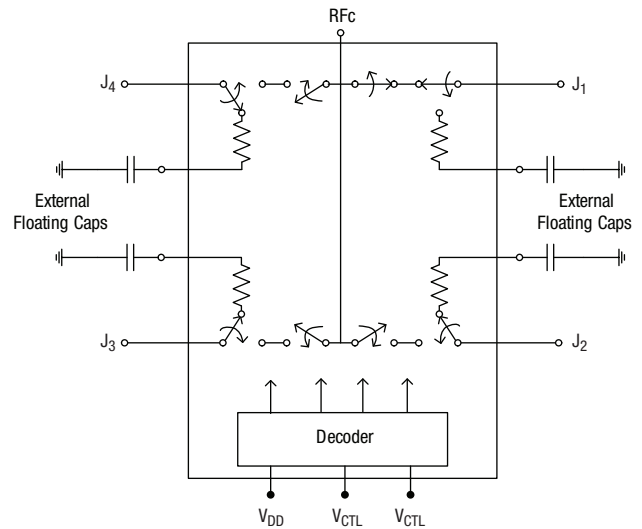 RFc
J4
J1
External
Floating Caps
External
Floating Caps
J3
J2
Decoder
VDD
VCTL
VCTL